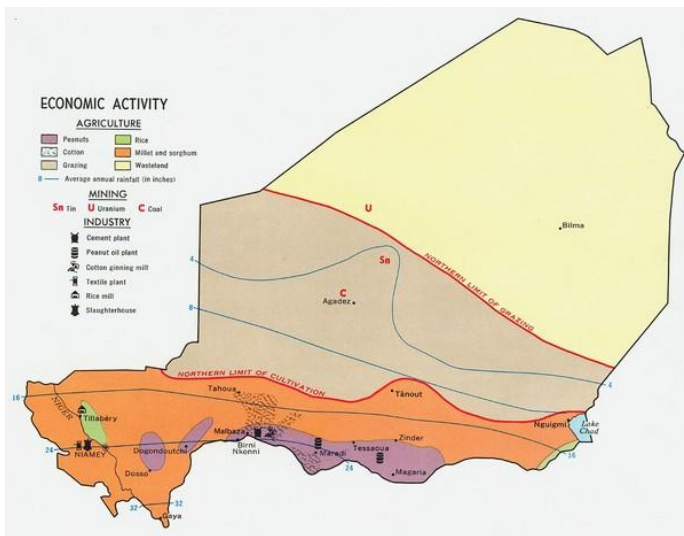 ECONOMIC ACTIVITY
AGRICULTURE
Peanuts
Rice
Cotton
Millet and sorghum
Grazing
Wasteland
8 Average annual rainfall (in inches)
MINING
Sn Tin U Uranium C Coal
INDUSTRY
Cement plant
Peanut oil plant
Cotton ginning mill
Textile plant
Rice mill
Slaughterhouse
U
Bilma
NORTHERN LIMIT OF GRAZING
4
Sn
C
Agadez
8
NORTHERN LIMIT OF CULTIVATION
4
Tahoua
Tânout
16
NIGER
Tillabéry
Nguigmi
Lake
Chad
Malbaza
Zinder
24
NIAMEY
Dogondoutchi
Birni
Nkonni
Maradi
Tessaoua
16
Dosso
24
Magaria
32
32
Gaya